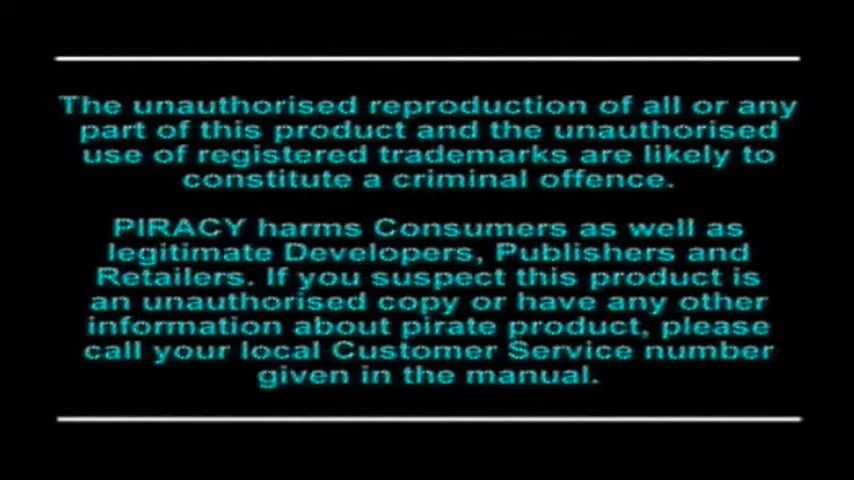 The unauthorised reproduction of all or any
part of this product and the unauthorised
use of registered trademarks are likely to
constitute a criminal offence.
PIRACY harms Consumers as well as
legitimate Developers, Publishers and
Retailers. If you suspect this product is
an unauthorised copy or have any other
information about pirate product, please
call your local Customer Service number
given in the manual.